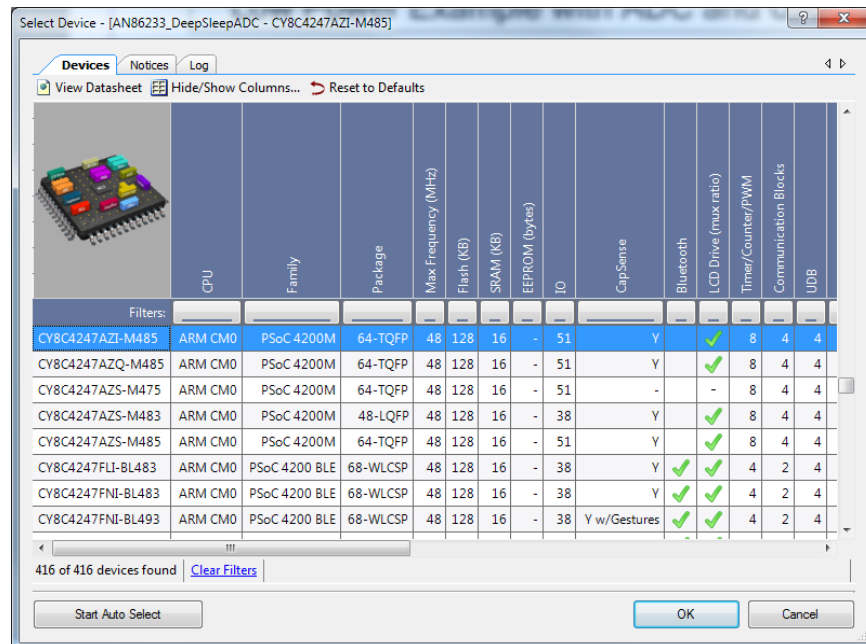 Low Power Example with ADC and
Select Device - [AN86233_DeepSleepADC - CY8C4247AZI-M485]
Devices Notices Log
View Datasheet Hide/Show Columns... Reset to Defaults
CPU Family Package Max Frequency (MHz) Flash (KB) SRAM (KB) EEPROM (bytes) IO CapSense Bluetooth LCD Drive (mux ratio) Timer/Counter/PWM Communication Blocks UDB
Filters:
CY8C4247AZI-M485 ARM CM0 PSoC 4200M 64-TQFP 48 128 16 - 51 Y 8 4 4
CY8C4247AZQ-M485 ARM CM0 PSoC 4200M 64-TQFP 48 128 16 - 51 Y 8 4 4
CY8C4247AZS-M475 ARM CM0 PSoC 4200M 64-TQFP 48 128 16 - 51 - - 8 4 4
CY8C4247AZS-M483 ARM CM0 PSoC 4200M 48-LQFP 48 128 16 - 38 Y 8 4 4
CY8C4247AZS-M485 ARM CM0 PSoC 4200M 64-TQFP 48 128 16 - 51 Y 8 4 4
CY8C4247FLI-BL483 ARM CM0 PSoC 4200 BLE 68-WLCSP 48 128 16 - 38 Y 4 2 4
CY8C4247FNI-BL483 ARM CM0 PSoC 4200 BLE 68-WLCSP 48 128 16 - 38 Y 4 2 4
CY8C4247FNI-BL493 ARM CM0 PSoC 4200 BLE 68-WLCSP 48 128 16 - 38 Y w/Gestures 4 2 4
416 of 416 devices found Clear Filters
Start Auto Select OK Cancel